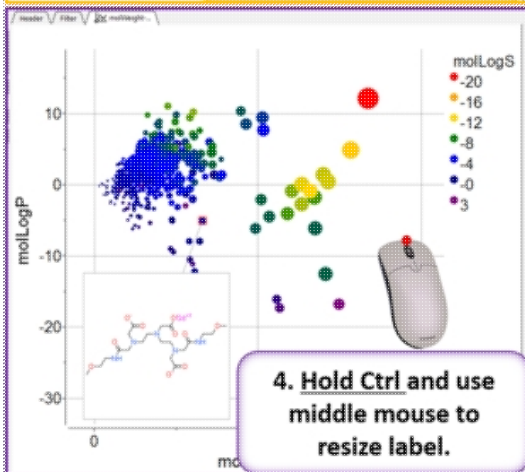 Header Filter molWeight...
molLogS
-20
-16
-12
-8
-4
-0
3
10
0
-10
-20
-30
molLogP
0
4. Hold Ctrl and use
middle mouse to
resize label.